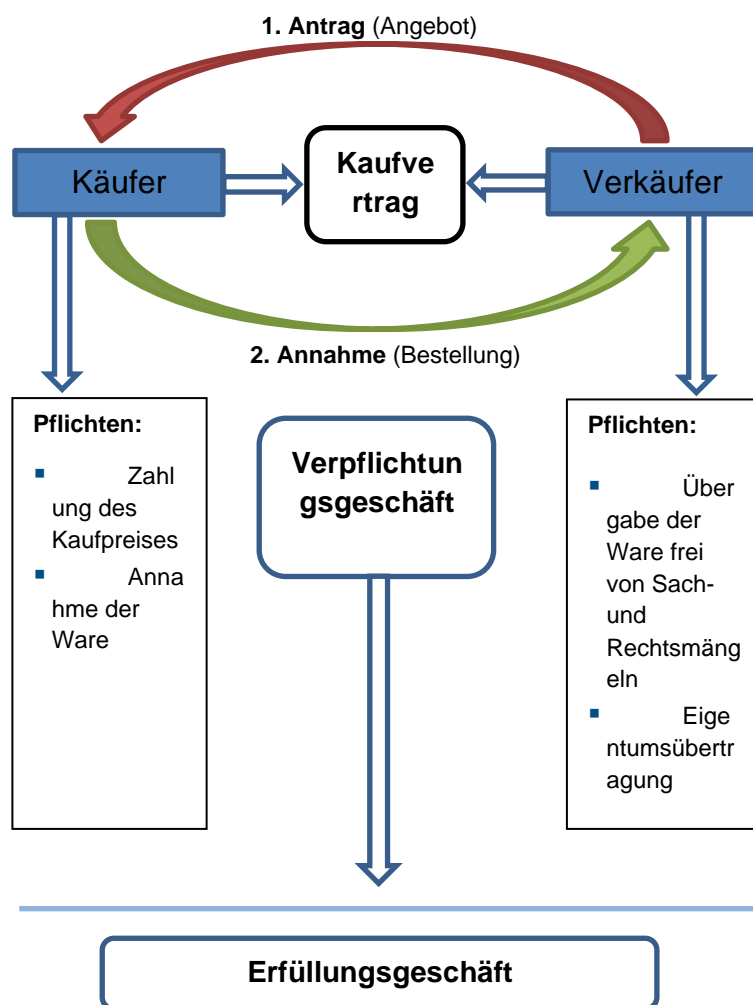 1. Antrag (Angebot)
Käufer
Kaufve
rtrag
Verkäufer
2. Annahme (Bestellung)
Pflichten:
▪ Zahl
ung des
Kaufpreises
▪ Anna
hme der
Ware
Verpflichtun
gsgeschäft
Pflichten:
▪ Über
gabe der
Ware frei
von Sach-
und
Rechtsmäng
eln
▪ Eige
ntumsübertr
agung
Erfüllungsgeschäft